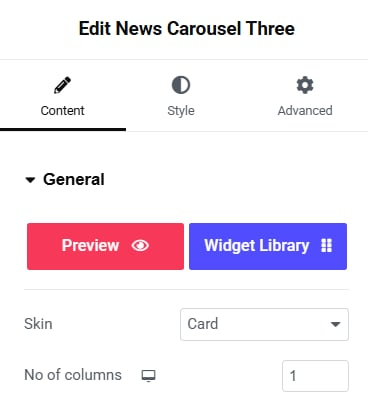 Edit News Carousel Three
Content Style Advanced
General
Preview Widget Library
Skin Card
No of columns 1